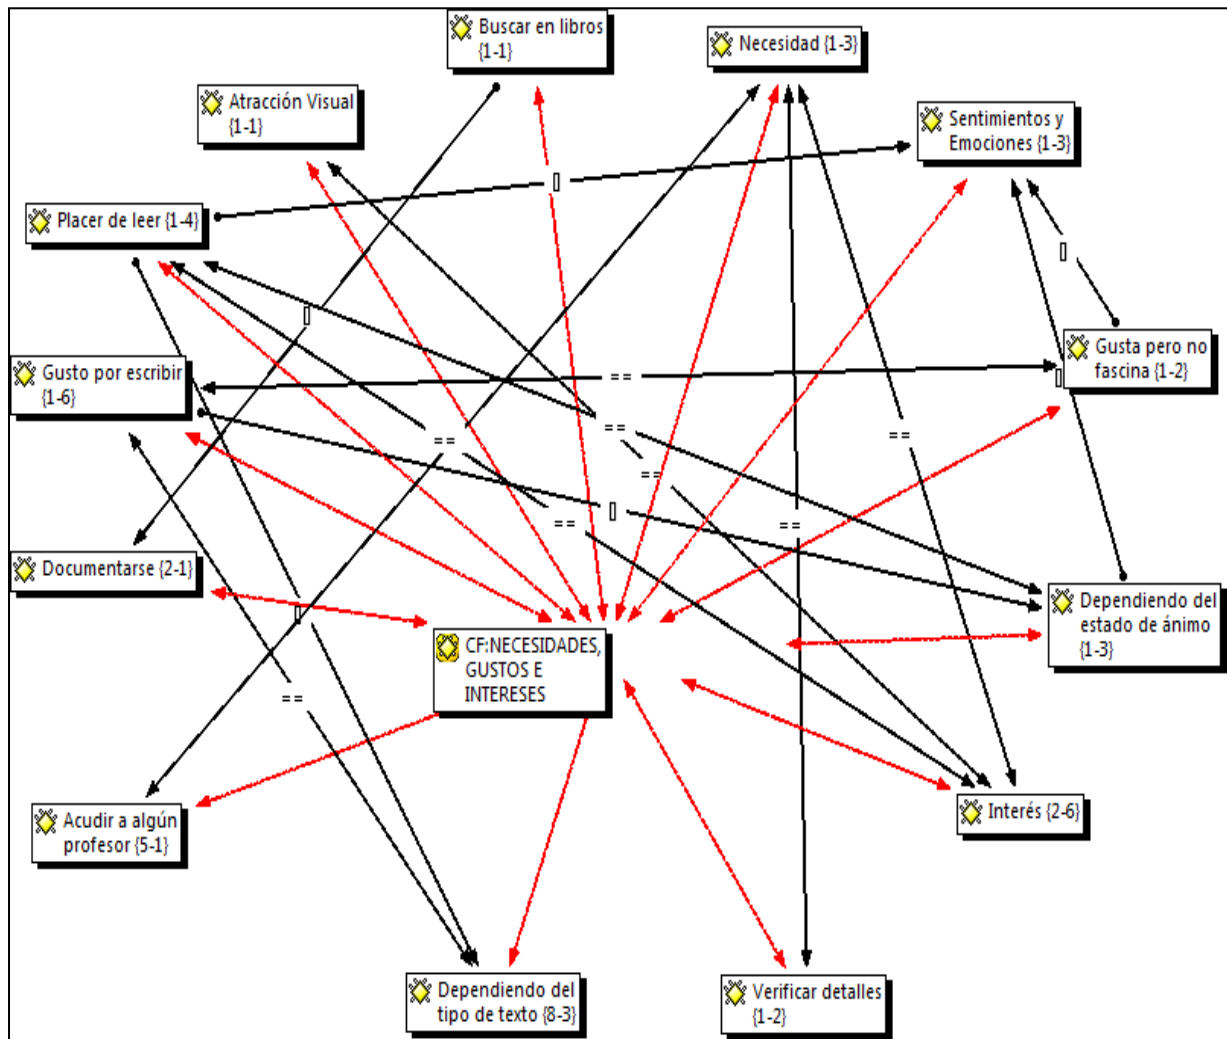 Buscar en libros
{1-1}
Necesidad {1-3}
Atracción Visual
{1-1}
Sentimientos y
Emociones {1-3}
Placer de leer {1-4}
Gusto por escribir
{1-6}
==
Gusta pero no
fascina {1-2}
==
==
==
==
==
==
Documentarse {2-1}
Dependiendo del
estado de ánimo
{1-3}
CF:NECESIDADES,
GUSTOS E
INTERESES
==
Acudir a algún
profesor {5-1}
Interés {2-6}
Dependiendo del
tipo de texto {8-3}
Verificar detalles
{1-2}